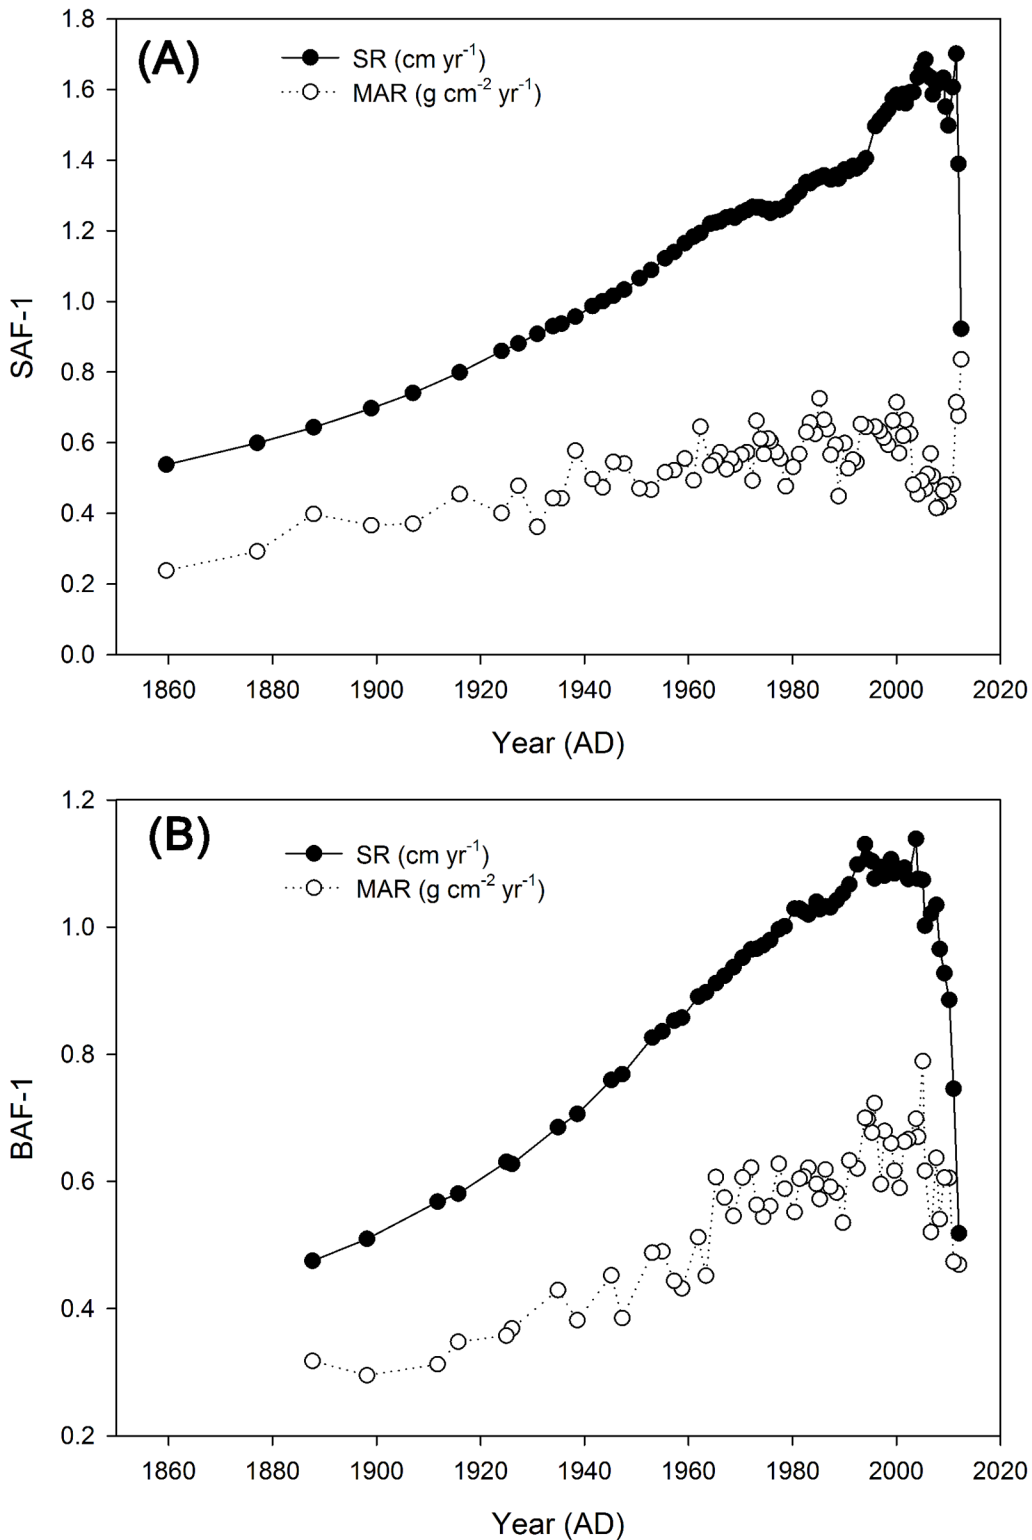 (A)
SR (cm yr⁻¹)
MAR (g cm⁻² yr⁻¹)
SAF-1
1.8
1.6
1.4
1.2
1.0
0.8
0.6
0.4
0.2
0.0
1860 1880 1900 1920 1940 1960 1980 2000 2020
Year (AD)
(B)
SR (cm yr⁻¹)
MAR (g cm⁻² yr⁻¹)
BAF-1
1.2
1.0
0.8
0.6
0.4
0.2
1860 1880 1900 1920 1940 1960 1980 2000 2020
Year (AD)